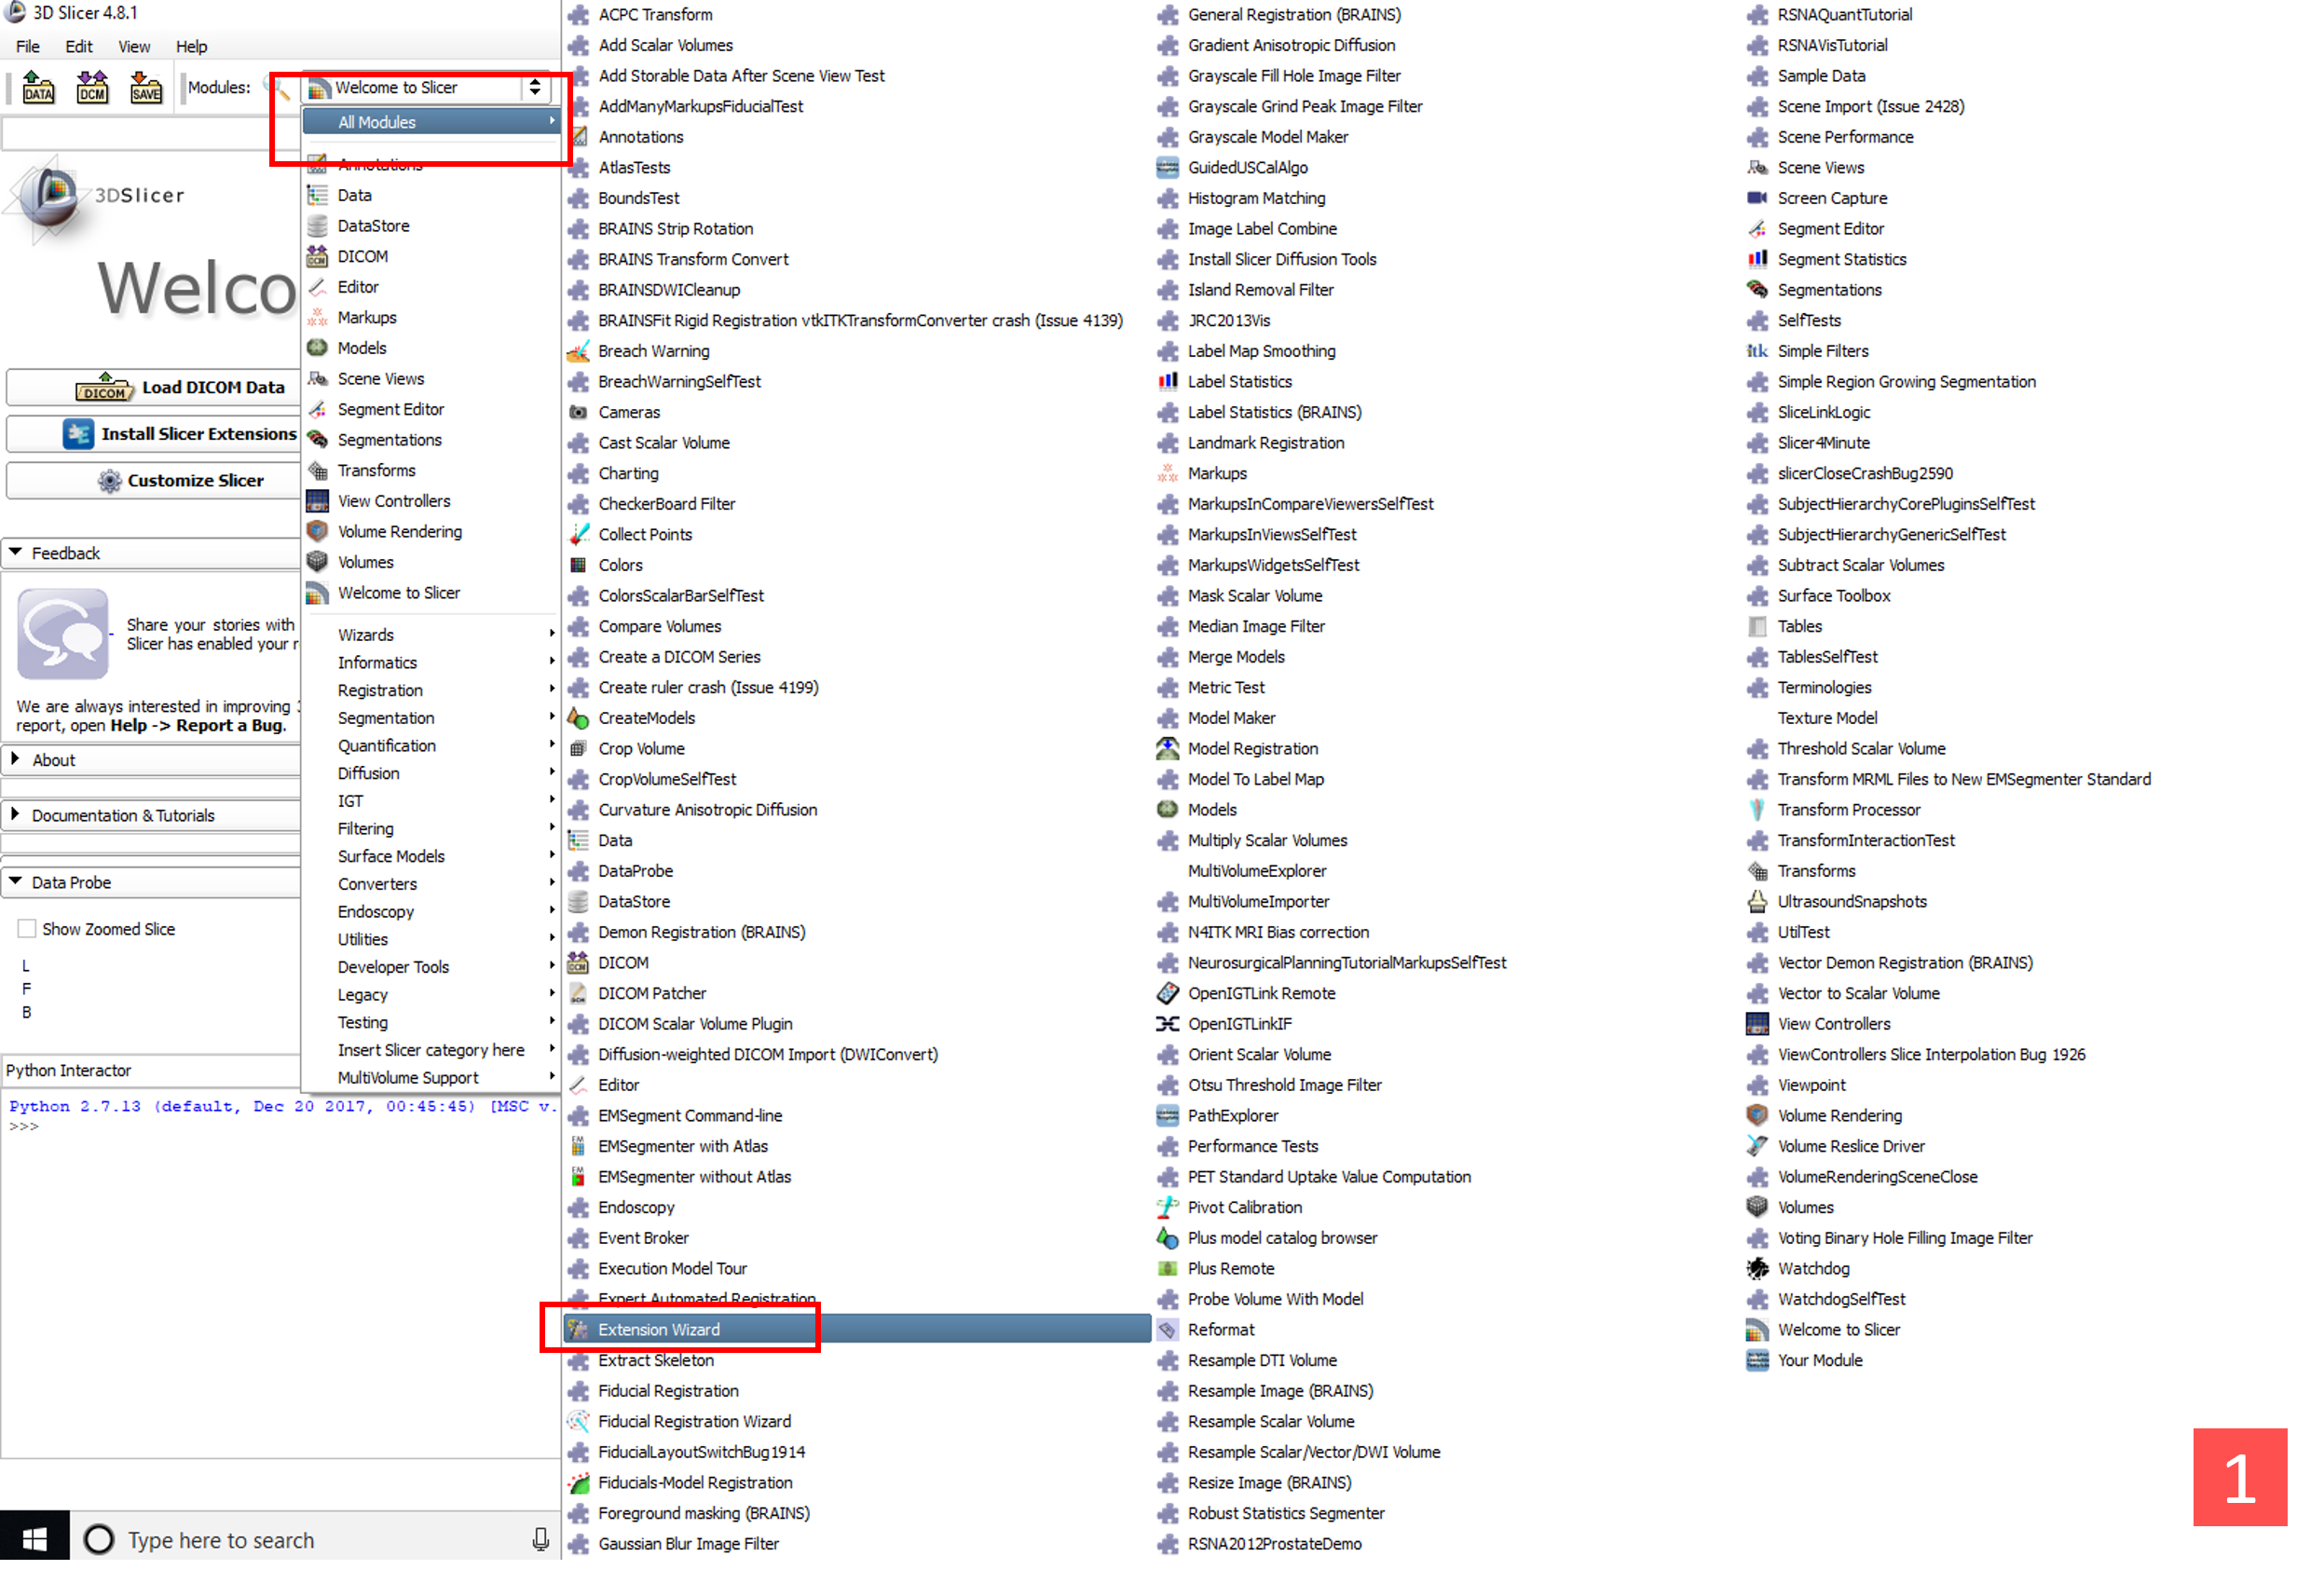 3D Slicer 4.8.1
File Edit View Help
DATA DCM SAVE Modules: Welcome to Slicer
All Modules
Annotations
Data
DataStore
DICOM
Editor
Markups
Models
Scene Views
Segment Editor
Segmentations
Transforms
View Controllers
Volume Rendering
Volumes
Welcome to Slicer
Wizards
Informatics
Registration
Segmentation
Quantification
Diffusion
IGT
Filtering
Surface Models
Converters
Endoscopy
Utilities
Developer Tools
Legacy
Testing
Insert Slicer category here
MultiVolume Support
3DSlicer
Welco
DICOM Load DICOM Data
Install Slicer Extensions
Customize Slicer
Feedback
Share your stories with
Slicer has enabled your r
We are always interested in improving 3
report, open Help -> Report a Bug.
About
Documentation & Tutorials
Data Probe
Show Zoomed Slice
L
F
B
Python Interactor
Python 2.7.13 (default, Dec 20 2017, 00:45:45) [MSC v.
>>>
Type here to search
ACPC Transform
Add Scalar Volumes
Add Storable Data After Scene View Test
AddManyMarkupsFiducialTest
Annotations
AtlasTests
BoundsTest
BRAINS Strip Rotation
BRAINS Transform Convert
BRAINSDWICleanup
BRAINSFit Rigid Registration vtkITKTransformConverter crash (Issue 4139)
Breach Warning
BreachWarningSelfTest
Cameras
Cast Scalar Volume
Charting
CheckerBoard Filter
Collect Points
Colors
ColorsScalarBarSelfTest
Compare Volumes
Create a DICOM Series
Create ruler crash (Issue 4199)
CreateModels
Crop Volume
CropVolumeSelfTest
Curvature Anisotropic Diffusion
Data
DataProbe
DataStore
Demon Registration (BRAINS)
DICOM
DICOM Patcher
DICOM Scalar Volume Plugin
Diffusion-weighted DICOM Import (DWIConvert)
Editor
EMSegment Command-line
EMSegmenter with Atlas
EMSegmenter without Atlas
Endoscopy
Event Broker
Execution Model Tour
Expert Automated Registration
Extension Wizard
Extract Skeleton
Fiducial Registration
Fiducial Registration Wizard
FiducialLayoutSwitchBug1914
Fiducials-Model Registration
Foreground masking (BRAINS)
Gaussian Blur Image Filter
General Registration (BRAINS)
Gradient Anisotropic Diffusion
Grayscale Fill Hole Image Filter
Grayscale Grind Peak Image Filter
Grayscale Model Maker
GuidedUSCalAlgo
Histogram Matching
Image Label Combine
Install Slicer Diffusion Tools
Island Removal Filter
JRC2013Vis
Label Map Smoothing
Label Statistics
Label Statistics (BRAINS)
Landmark Registration
Markups
MarkupsInCompareViewersSelfTest
MarkupsInViewsSelfTest
MarkupsWidgetsSelfTest
Mask Scalar Volume
Median Image Filter
Merge Models
Metric Test
Model Maker
Model Registration
Model To Label Map
Models
Multiply Scalar Volumes
MultiVolumeExplorer
MultiVolumeImporter
N4ITK MRI Bias correction
NeurosurgicalPlanningTutorialMarkupsSelfTest
OpenIGTLink Remote
OpenIGTLinkIF
Orient Scalar Volume
Otsu Threshold Image Filter
PathExplorer
Performance Tests
PET Standard Uptake Value Computation
Pivot Calibration
Plus model catalog browser
Plus Remote
Probe Volume With Model
Reformat
Resample DTI Volume
Resample Image (BRAINS)
Resample Scalar Volume
Resample Scalar/Vector/DWI Volume
Resize Image (BRAINS)
Robust Statistics Segmenter
RSNA2012ProstateDemo
RSNAQuantTutorial
RSNAVisTutorial
Sample Data
Scene Import (Issue 2428)
Scene Performance
Scene Views
Screen Capture
Segment Editor
Segment Statistics
Segmentations
SelfTests
itk Simple Filters
Simple Region Growing Segmentation
SliceLinkLogic
Slicer4Minute
slicerCloseCrashBug2590
SubjectHierarchyCorePluginsSelfTest
SubjectHierarchyGenericSelfTest
Subtract Scalar Volumes
Surface Toolbox
Tables
TablesSelfTest
Terminologies
Texture Model
Threshold Scalar Volume
Transform MRML Files to New EMSegmenter Standard
Transform Processor
TransformInteractionTest
Transforms
UltrasoundSnapshots
UtilTest
Vector Demon Registration (BRAINS)
Vector to Scalar Volume
View Controllers
ViewControllers Slice Interpolation Bug 1926
Viewpoint
Volume Rendering
Volume Reslice Driver
VolumeRenderingSceneClose
Volumes
Voting Binary Hole Filling Image Filter
Watchdog
WatchdogSelfTest
Welcome to Slicer
Your Module
1